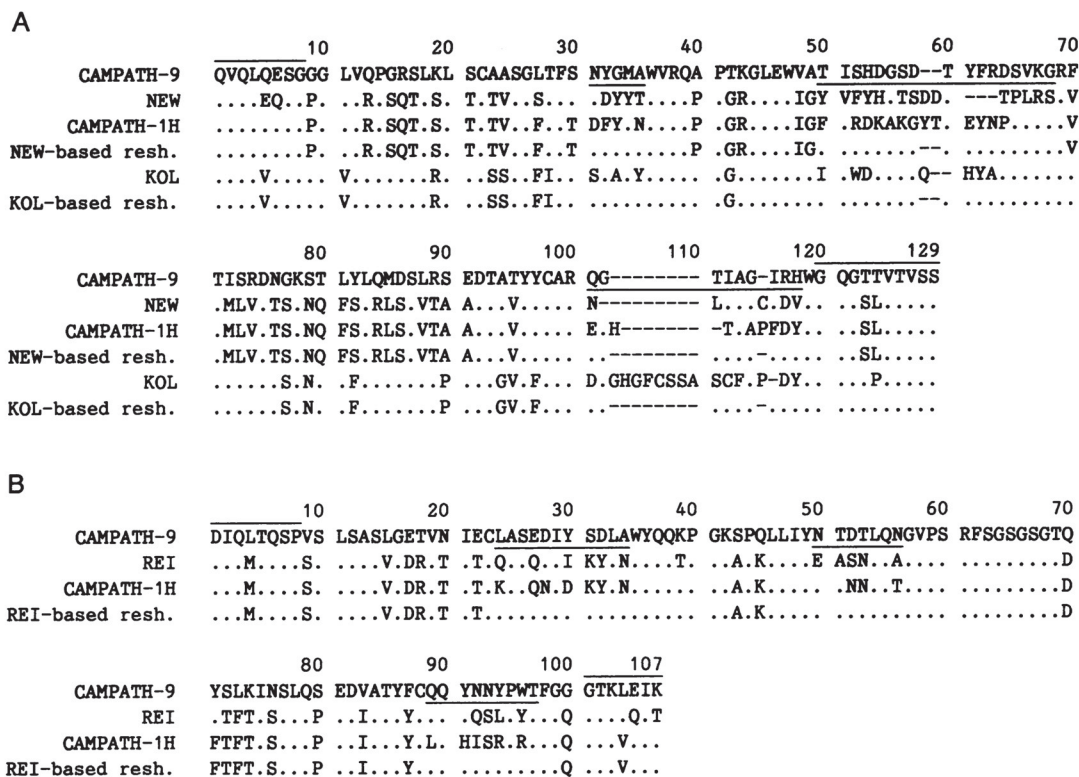 A
10 20 30 40 50 60 70
CAMPATH-9 QVQLQESGGG LVQPGRSLKL SCAASGLTFS NYGMAWVRQA PTKGLEWVAT ISHDGSD--T YFRDSVKGRF
NEW ....EQ..P. ..R.SQT.S. T.TV..S... .DYYT....P .GR....IGY VFYH.TSDD. ---TPLRS.V
CAMPATH-1H ........P. ..R.SQT.S. T.TV..F..T DFY.N....P .GR....IGF .RDKAKGYT. EYNP.....V
NEW-based resh. ........P. ..R.SQT.S. T.TV..F..T .........P .GR....IG. .......--. .........V
KOL ....V..... V.......R. ..SS..FI.. S.A.Y..... ..G......I .WD....Q-- HYA.......
KOL-based resh. ....V..... V.......R. ..SS..FI.. .......... ..G....... .......--. ..........
80 90 100 110 120 129
CAMPATH-9 TISRDNGKST LYLQMDSLRS EDTATYYCAR QG-------- TIAG-IRHWG QGTTVTVSS
NEW .MLV.TS.NQ FS.RLS.VTA A...V..... N.-------- L...C.DV.. ...SL....
CAMPATH-1H .MLV.TS.NQ FS.RLS.VTA A...V..... E.H------- -T.APFDY.. ...SL....
NEW-based resh. .MLV.TS.NQ FS.RLS.VTA A...V..... ..-------- ....-..... ...SL....
KOL ......S.N. .F.......P ...GV.F... D.GHGFCSSA SCF.P-DY.. ....P....
KOL-based resh. ......S.N. .F.......P ...GV.F... ..-------- ....-..... .........
B
10 20 30 40 50 60 70
CAMPATH-9 DIQLTQSPVS LSASLGETVN IECLASEDIY SDLAWYQQKP GKSPQLLIYN TDTLQNGVPS RFSGSGSGTQ
REI ...M....S. ....V.DR.T .T.Q..Q..I KY.N....T. ...A.K...E ASN..A.... .........D
CAMPATH-1H ...M....S. ....V.DR.T .T.K..QN.D KY.N...... ...A.K.... .NN..T.... .........D
REI-based resh. ...M....S. ....V.DR.T .T........ .......... ...A.K.... .......... .........D
80 90 100 107
CAMPATH-9 YSLKINSLQS EDVATYFCQQ YNNYPWTFGG GTKLEIK
REI .TFT.S...P ..I...Y... .QSL.Y...Q ....Q.T
CAMPATH-1H FTFT.S...P ..I...Y.L. HISR.R...Q ...V...
REI-based resh. FTFT.S...P ..I...Y... .........Q ...V...